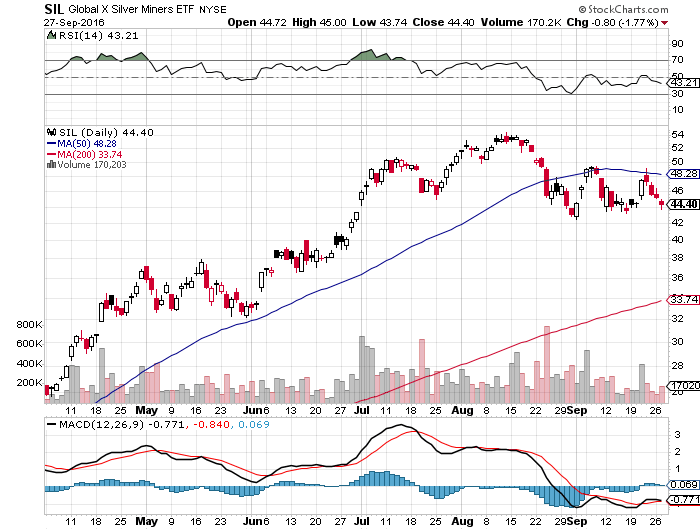 SIL Global X Silver Miners ETF NYSE © StockCharts.com
27-Sep-2016 Open 44.72 High 45.00 Low 43.74 Close 44.40 Volume 170.2K Chg -0.80 (-1.77%)
RSI(14) 43.21
90
70
50
43.21
30
10
SIL (Daily) 44.40
MA(50) 48.28
MA(200) 33.74
Volume 170,203
54
52
50
48.28
46
44.40
42
40
38
36
33.74
32
800K
30
600K
28
400K
26
24
200K
22
170203
20
11 18 25 May 9 16 23 Jun 6 13 20 27 Jul 11 18 25 Aug 8 15 22 29 Sep 12 19 26
MACD(12,26,9) -0.771, -0.840, 0.069
3
2
1
0.069
-0.771
11 18 25 May 9 16 23 Jun 6 13 20 27 Jul 11 18 25 Aug 8 15 22 29 Sep 12 19 26